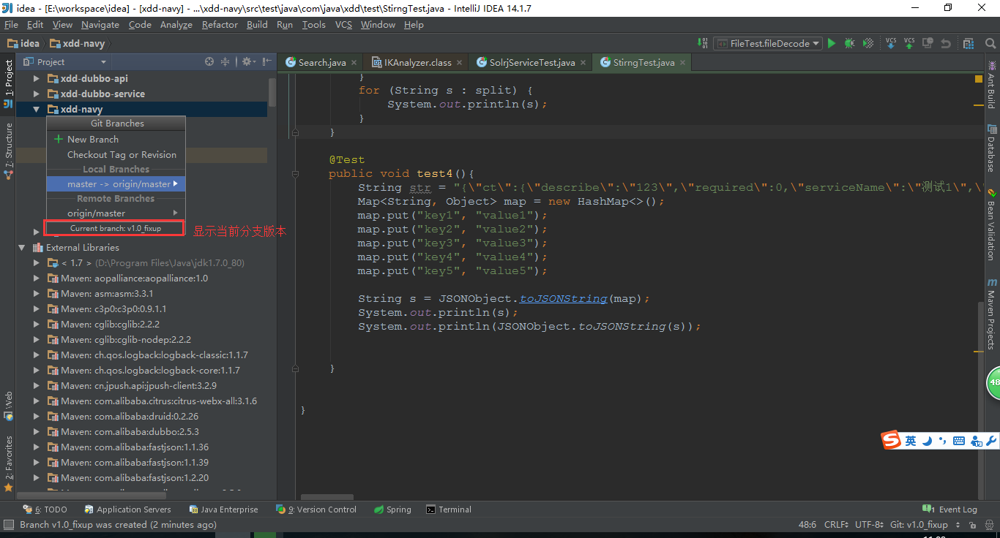 idea - [E:\workspace\idea] - [xdd-navy] - ...\xdd-navy\src\test\java\com\java\xdd\test\StirngTest.java - IntelliJ IDEA 14.1.7
File Edit View Navigate Code Analyze Refactor Build Run Tools VCS Window Help
idea xdd-navy
FileTest.fileDecode
VCS VCS
Project
Search.java
IKAnalyzer.class
SolrjServiceTest.java
StirngTest.java
1: Project
7: Structure
Web
2: Favorites
xdd-dubbo-api
xdd-dubbo-service
xdd-navy
Git Branches
New Branch
Checkout Tag or Revision
Local Branches
master -> origin/master
Remote Branches
origin/master
Current branch: v1.0_fixup
显示当前分支版本
External Libraries
< 1.7 > (D:\Program Files\Java\jdk1.7.0_80)
Maven: aopalliance:aopalliance:1.0
Maven: asm:asm:3.3.1
Maven: c3p0:c3p0:0.9.1.1
Maven: cglib:cglib:2.2.2
Maven: cglib:cglib-nodep:2.2.2
Maven: ch.qos.logback:logback-classic:1.1.7
Maven: ch.qos.logback:logback-core:1.1.7
Maven: cn.jpush.api:jpush-client:3.2.9
Maven: com.alibaba.citrus:citrus-webx-all:3.1.6
Maven: com.alibaba:druid:0.2.26
Maven: com.alibaba:dubbo:2.5.3
Maven: com.alibaba:fastjson:1.1.36
Maven: com.alibaba:fastjson:1.1.39
Maven: com.alibaba:fastjson:1.2.20
}
for (String s : split) {
System.out.println(s);
}
}
@Test
public void test4(){
String str = "{\"ct\":{\"describe\":\"123\",\"required\":0,\"serviceName\":\"测试1\",\"
Map<String, Object> map = new HashMap<>();
map.put("key1", "value1");
map.put("key2", "value2");
map.put("key3", "value3");
map.put("key4", "value4");
map.put("key5", "value5");
String s = JSONObject.toJSONString(map);
System.out.println(s);
System.out.println(JSONObject.toJSONString(s));
}
}
Ant Build
Database
Bean Validation
Maven Projects
48
英
6: TODO
Application Servers
Java Enterprise
9: Version Control
Spring
Terminal
1 Event Log
Branch v1.0_fixup was created (2 minutes ago)
48:6 CRLF UTF-8 Git: v1.0_fixup